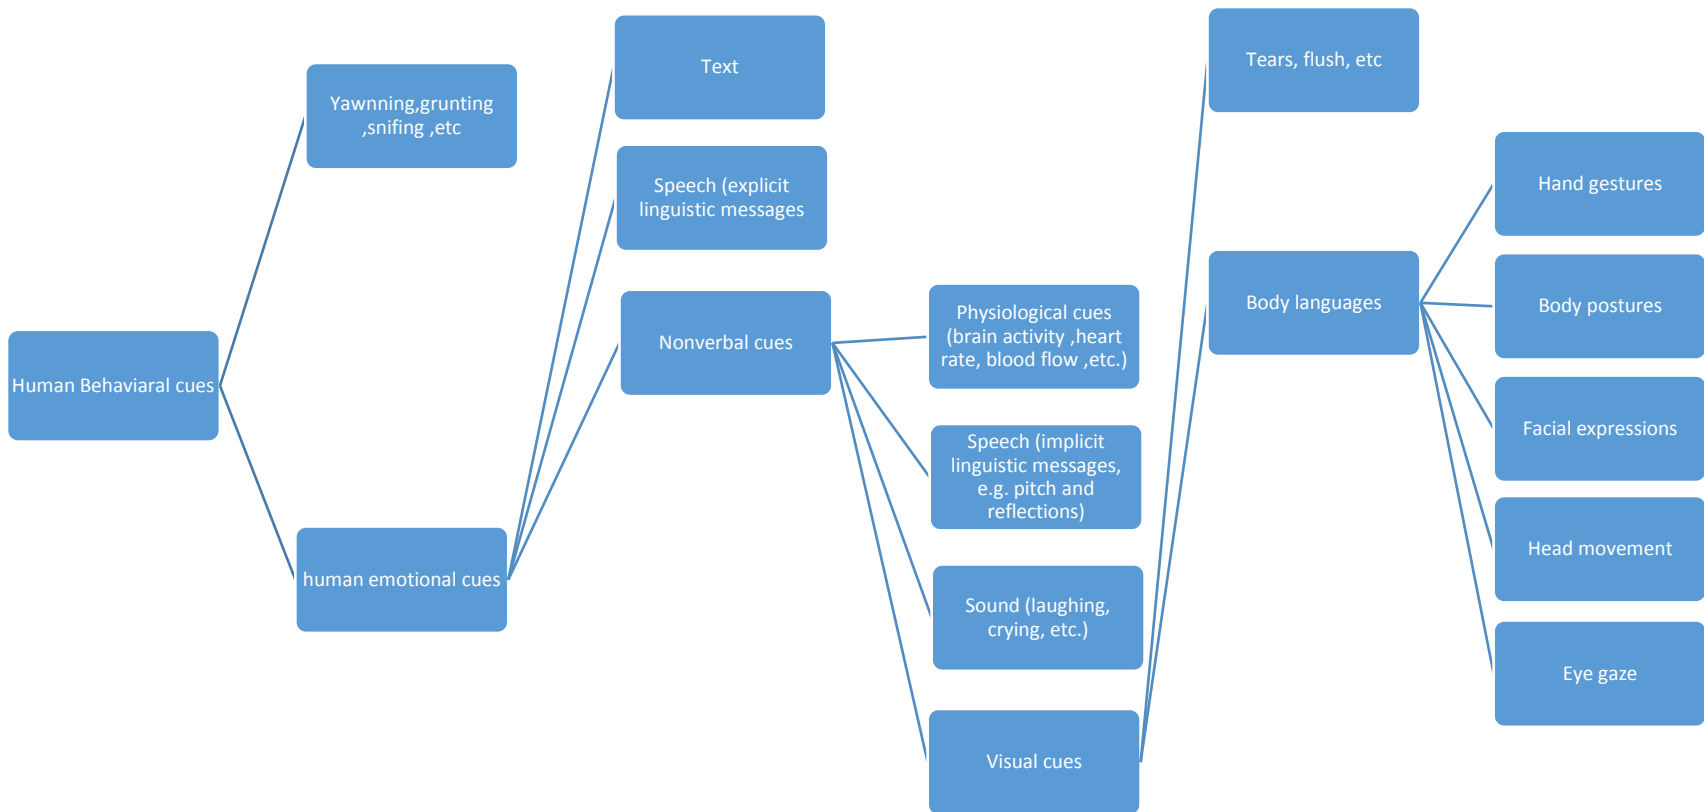 Human Behaviaral cues
Yawnning,grunting
,snifing ,etc
human emotional cues
Text
Speech (explicit
linguistic messages
Nonverbal cues
Physiological cues
(brain activity ,heart
rate, blood flow ,etc.)
Speech (implicit
linguistic messages,
e.g. pitch and
reflections)
Sound (laughing,
crying, etc.)
Visual cues
Tears, flush, etc
Body languages
Hand gestures
Body postures
Facial expressions
Head movement
Eye gaze